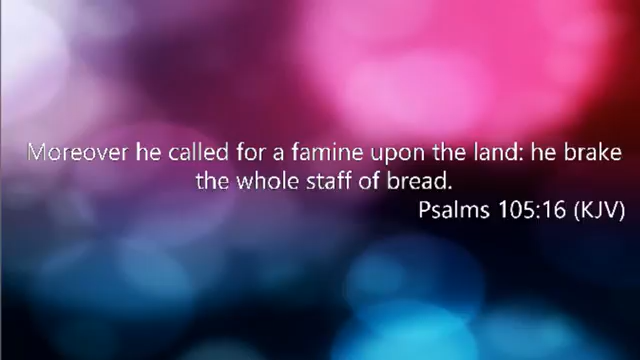 Moreover he called for a famine upon the land: he brake
the whole staff of bread.
Psalms 105:16 (KJV)